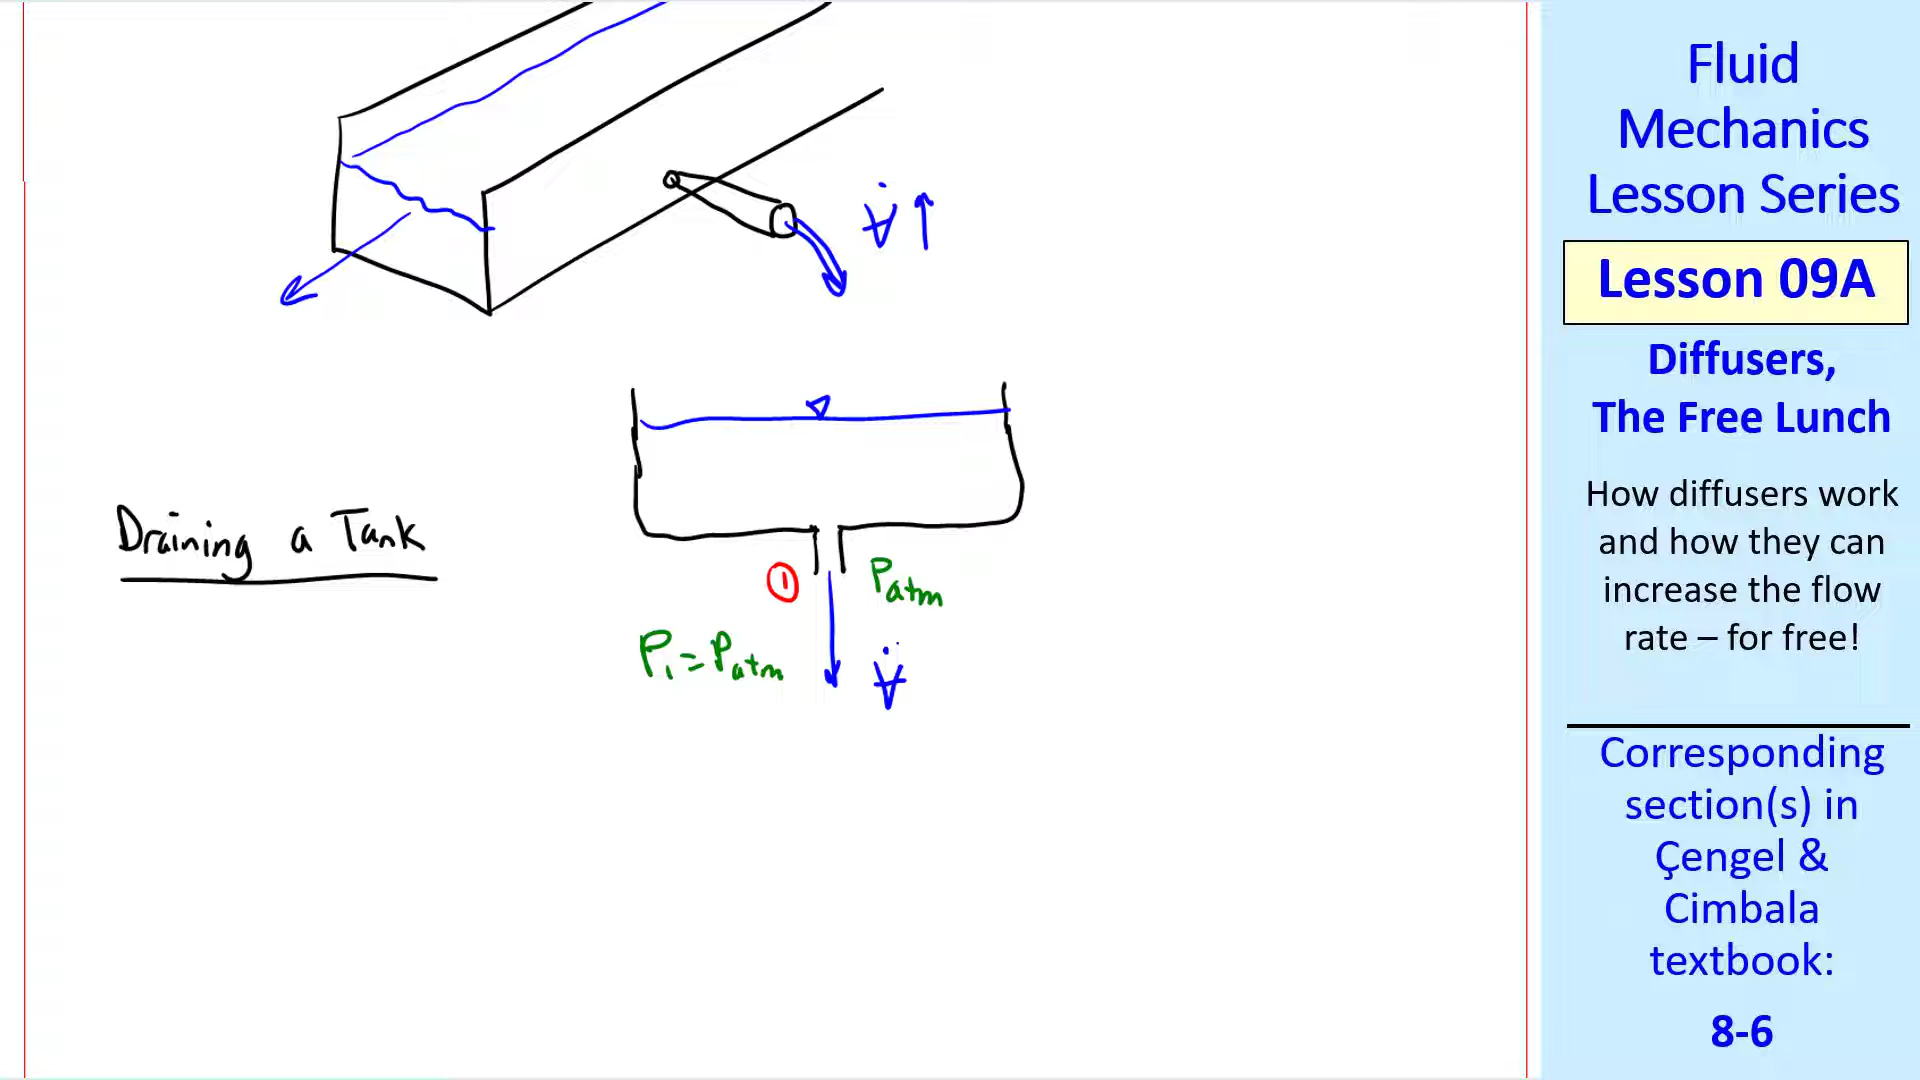 V̇ ↑
Draining a Tank
① Patm
P₁ = Patm
V̇
Fluid
Mechanics
Lesson Series
Lesson 09A
Diffusers,
The Free Lunch
How diffusers work
and how they can
increase the flow
rate – for free!
Corresponding
section(s) in
Çengel &
Cimbala
textbook:
8-6